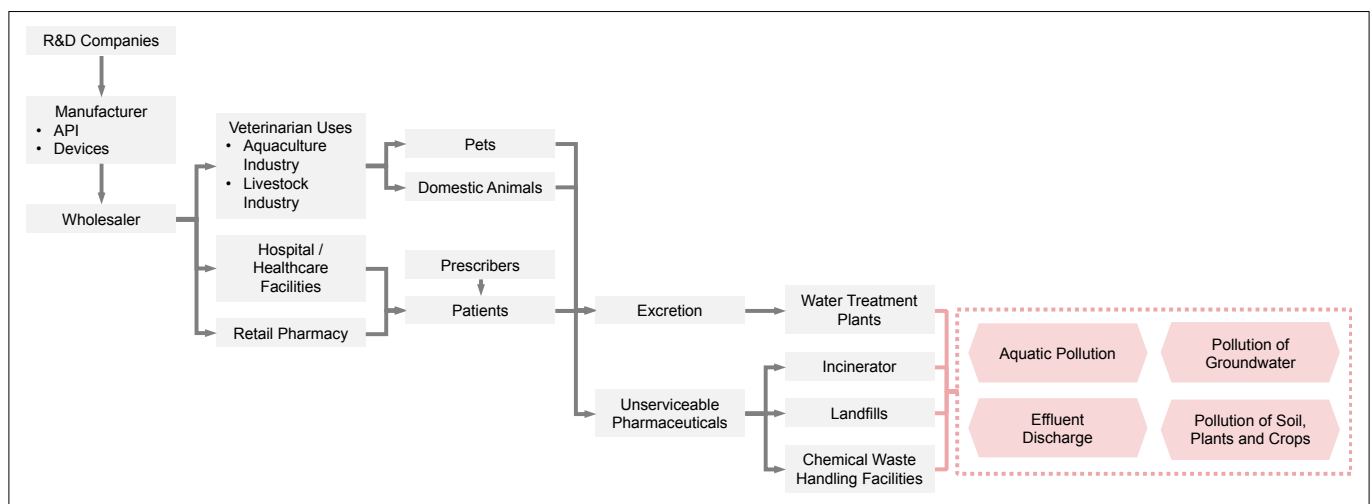 R&D Companies
Manufacturer
• API
• Devices
Wholesaler
Veterinarian Uses
• Aquaculture
Industry
• Livestock
Industry
Hospital /
Healthcare
Facilities
Retail Pharmacy
Pets
Domestic Animals
Prescribers
Patients
Excretion
Unserviceable
Pharmaceuticals
Water Treatment
Plants
Incinerator
Landfills
Chemical Waste
Handling Facilities
Aquatic Pollution
Pollution of
Groundwater
Effluent
Discharge
Pollution of Soil,
Plants and Crops